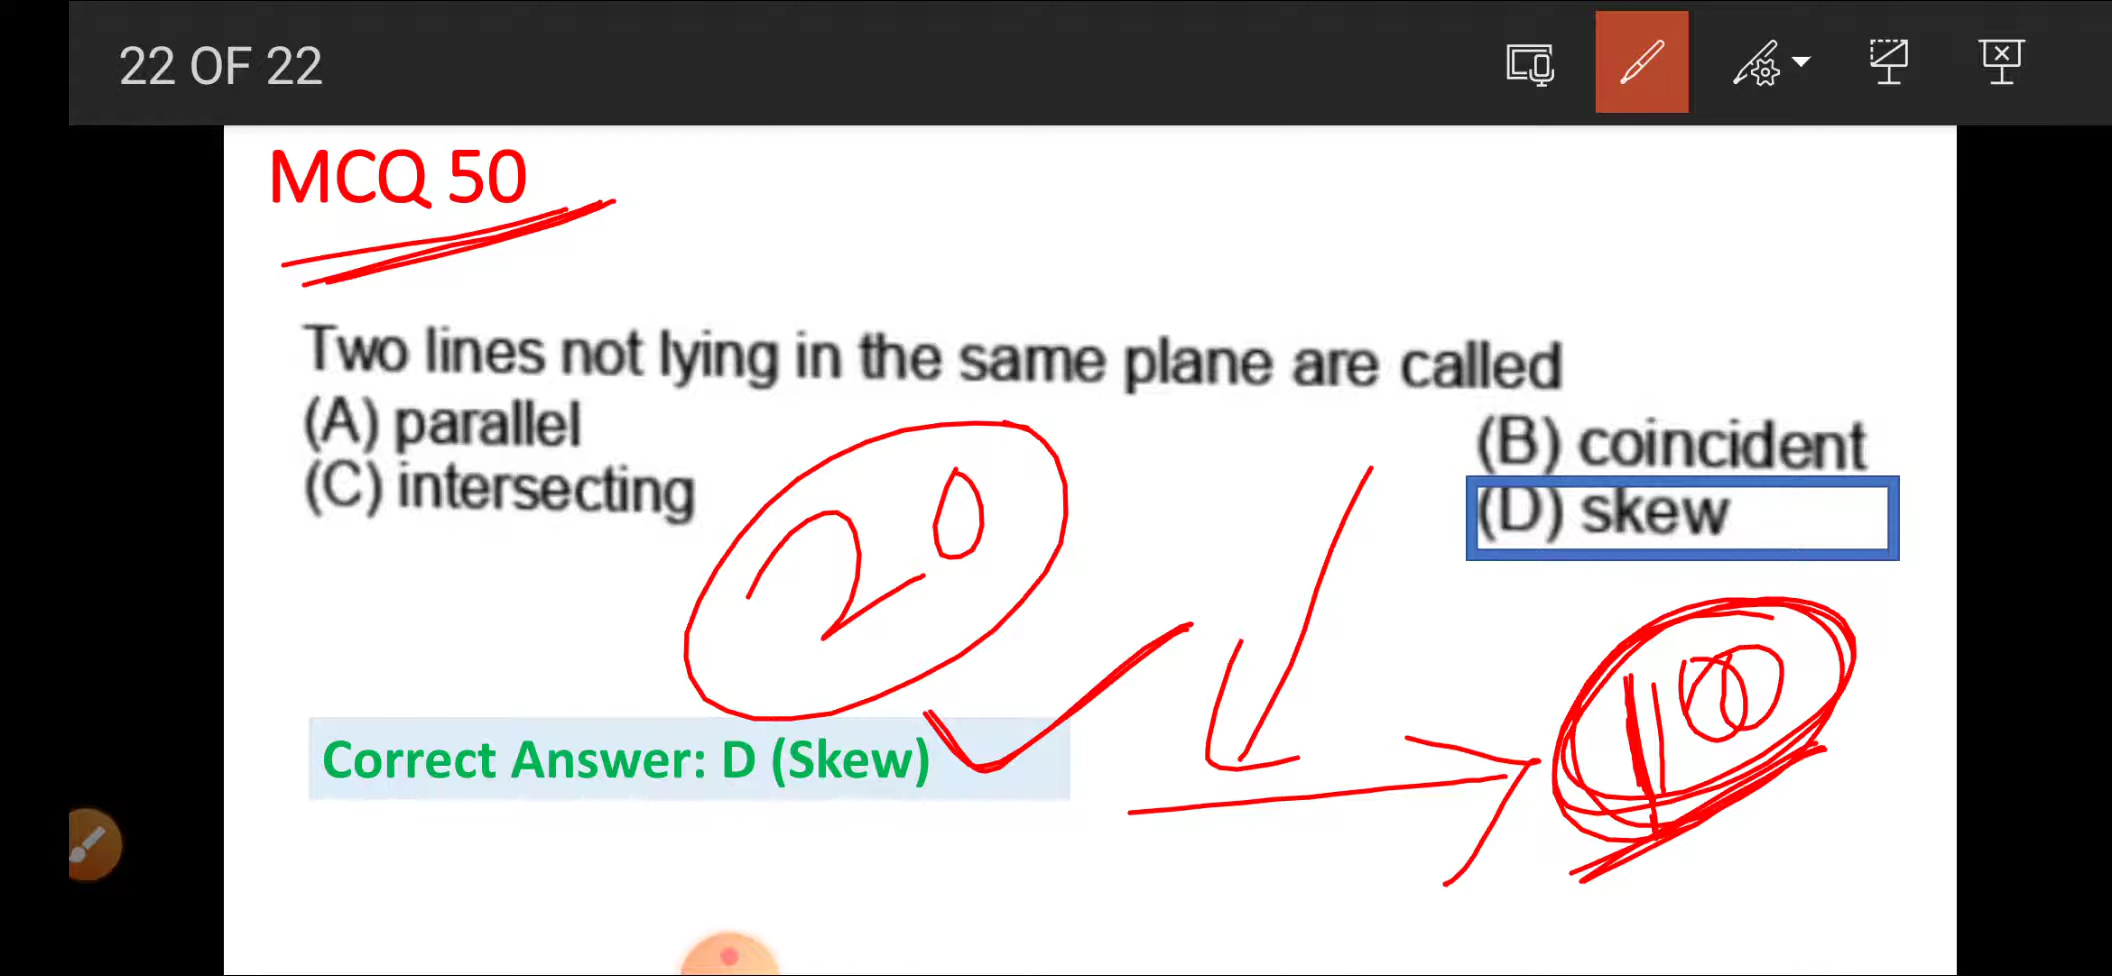 22 OF 22
MCQ 50
Two lines not lying in the same plane are called
(A) parallel
(B) coincident
(C) intersecting
(D) skew
20
10
Correct Answer: D (Skew)